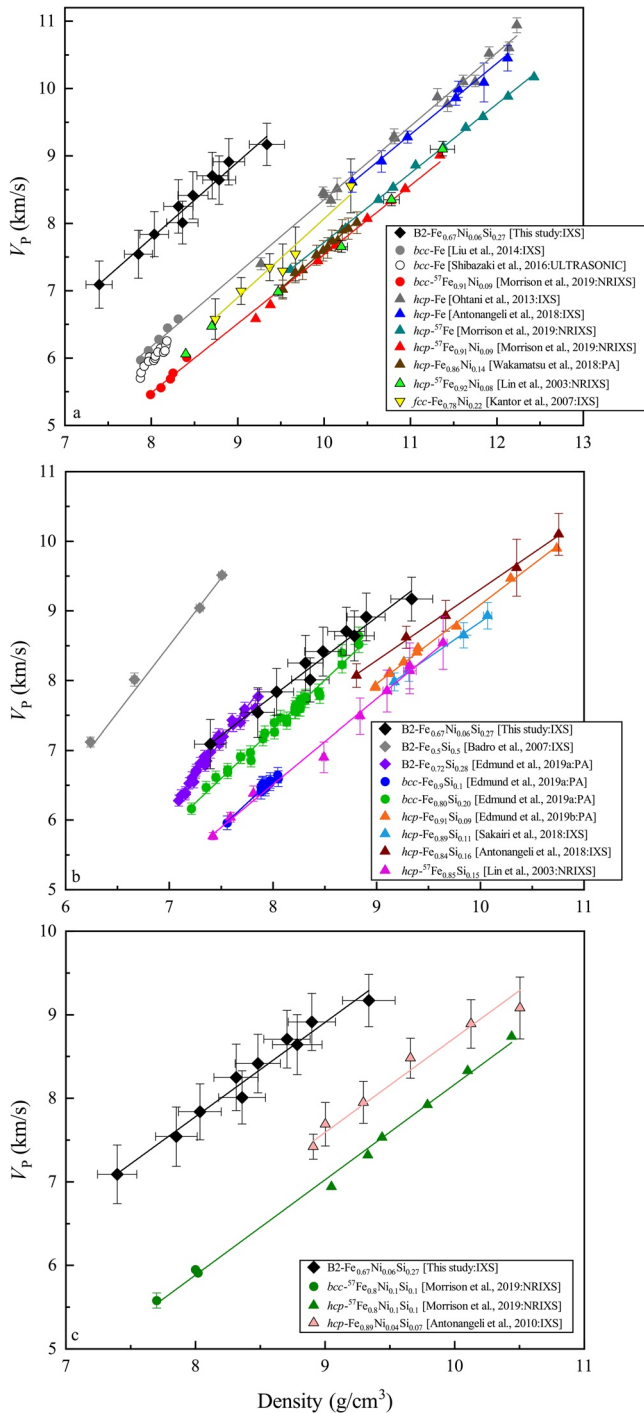 11
10
9
8
7
6
5
V_P (km/s)
B2-Fe₀.₆₇Ni₀.₀₆Si₀.₂₇ [This study:IXS]
bcc-Fe [Liu et al., 2014:IXS]
bcc-Fe [Shibazaki et al., 2016:ULTRASONIC]
bcc-⁵⁷Fe₀.₉₁Ni₀.₀₉ [Morrison et al., 2019:NRIXS]
hcp-Fe [Ohtani et al., 2013:IXS]
hcp-Fe [Antonangeli et al., 2018:IXS]
hcp-⁵⁷Fe [Morrison et al., 2019:NRIXS]
hcp-⁵⁷Fe₀.₉₁Ni₀.₀₉ [Morrison et al., 2019:NRIXS]
hcp-Fe₀.₈₆Ni₀.₁₄ [Wakamatsu et al., 2018:PA]
hcp-⁵⁷Fe₀.₉₂Ni₀.₀₈ [Lin et al., 2003:NRIXS]
fcc-Fe₀.₇₈Ni₀.₂₂ [Kantor et al., 2007:IXS]
a
7 8 9 10 11 12 13
11
10
9
8
7
6
5
V_P (km/s)
B2-Fe₀.₆₇Ni₀.₀₆Si₀.₂₇ [This study:IXS]
B2-Fe₀.₅Si₀.₅ [Badro et al., 2007:IXS]
B2-Fe₀.₇₂Si₀.₂₈ [Edmund et al., 2019a:PA]
bcc-Fe₀.₉Si₀.₁ [Edmund et al., 2019a:PA]
bcc-Fe₀.₈₀Si₀.₂₀ [Edmund et al., 2019a:PA]
hcp-Fe₀.₉₁Si₀.₀₉ [Edmund et al., 2019b:PA]
hcp-Fe₀.₈₉Si₀.₁₁ [Sakairi et al., 2018:IXS]
hcp-Fe₀.₈₄Si₀.₁₆ [Antonangeli et al., 2018:IXS]
hcp-⁵⁷Fe₀.₈₅Si₀.₁₅ [Lin et al., 2003:NRIXS]
b
6 7 8 9 10 11
10
9
8
7
6
5
V_P (km/s)
B2-Fe₀.₆₇Ni₀.₀₆Si₀.₂₇ [This study:IXS]
bcc-⁵⁷Fe₀.₈Ni₀.₁Si₀.₁ [Morrison et al., 2019:NRIXS]
hcp-⁵⁷Fe₀.₈Ni₀.₁Si₀.₁ [Morrison et al., 2019:NRIXS]
hcp-Fe₀.₈₉Ni₀.₀₄Si₀.₀₇ [Antonangeli et al., 2010:IXS]
c
7 8 9 10 11
Density (g/cm³)